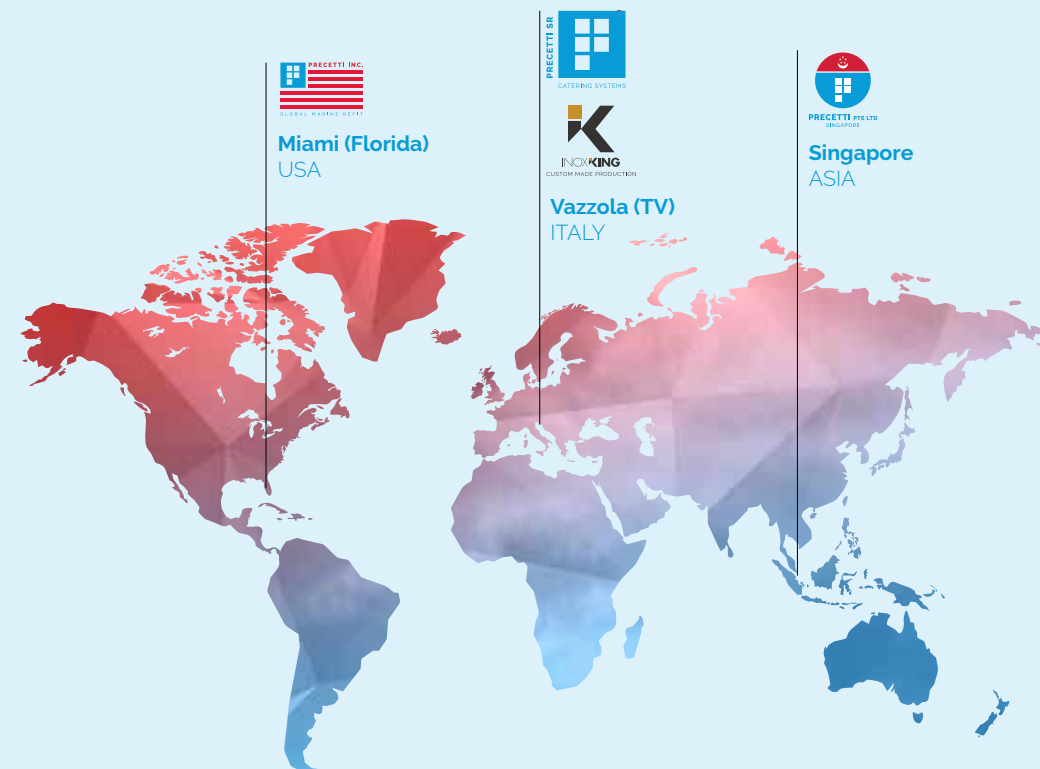 PRECETTI INC.
GLOBAL MARINE REFIT
Miami (Florida)
USA
PRECETTI SR
CATERING SYSTEMS
INOXKING
CUSTOM MADE PRODUCTION
Vazzola (TV)
ITALY
PRECETTI PTE LTD
SINGAPORE
Singapore
ASIA